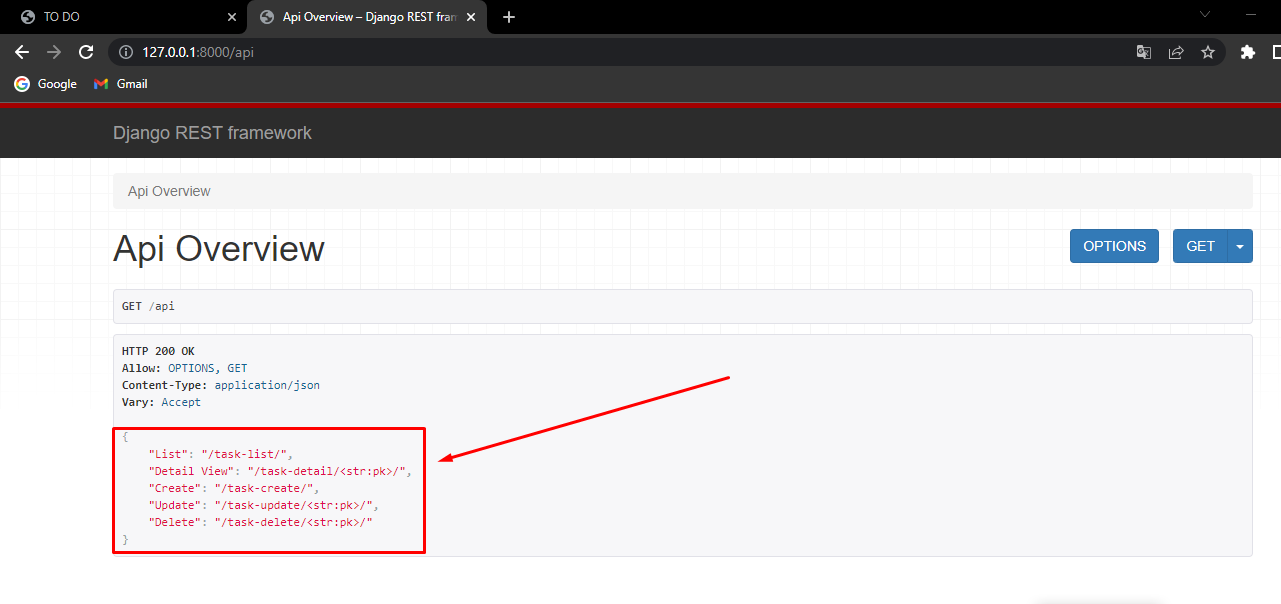 TO DO
Api Overview – Django REST fran
127.0.0.1:8000/api
Google
Gmail
Django REST framework
Api Overview
Api Overview
OPTIONS
GET
GET /api
HTTP 200 OK
Allow: OPTIONS, GET
Content-Type: application/json
Vary: Accept
{
"List": "/task-list/",
"Detail View": "/task-detail/<str:pk>/",
"Create": "/task-create/",
"Update": "/task-update/<str:pk>/",
"Delete": "/task-delete/<str:pk>/"
}